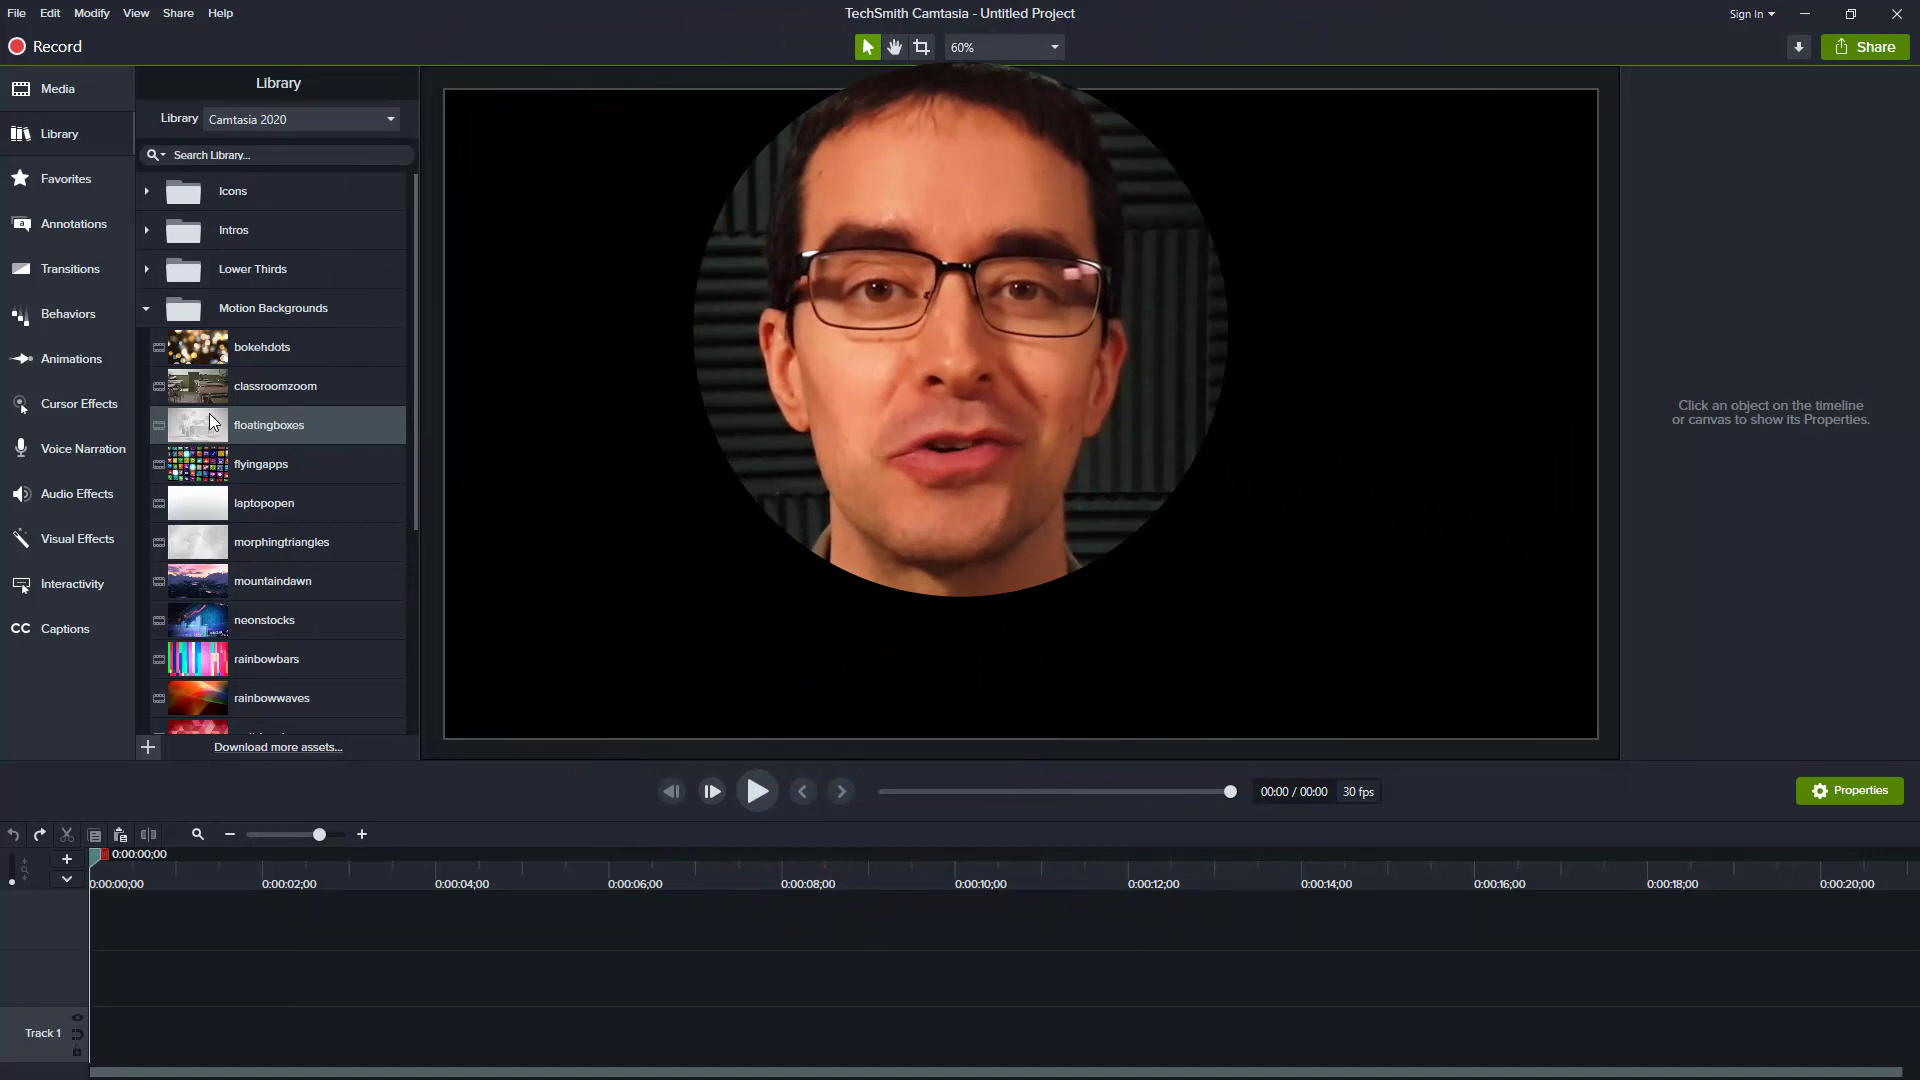 File Edit Modify View Share Help
TechSmith Camtasia - Untitled Project
Sign In
Record
60%
Share
Media
Library
Favorites
Annotations
Transitions
Behaviors
Animations
Cursor Effects
Voice Narration
Audio Effects
Visual Effects
Interactivity
CC Captions
Library
Library Camtasia 2020
Search Library...
Icons
Intros
Lower Thirds
Motion Backgrounds
bokehdots
classroomzoom
floatingboxes
flyingapps
laptopopen
morphingtriangles
mountaindawn
neonstocks
rainbowbars
rainbowwaves
Download more assets...
Click an object on the timeline
or canvas to show its Properties.
00:00 / 00:00 30 fps
Properties
0:00:00;00
0:00:00;00 0:00:02;00 0:00:04;00 0:00:06;00 0:00:08;00 0:00:10;00 0:00:12;00 0:00:14;00 0:00:16;00 0:00:18;00 0:00:20;00
Track 1